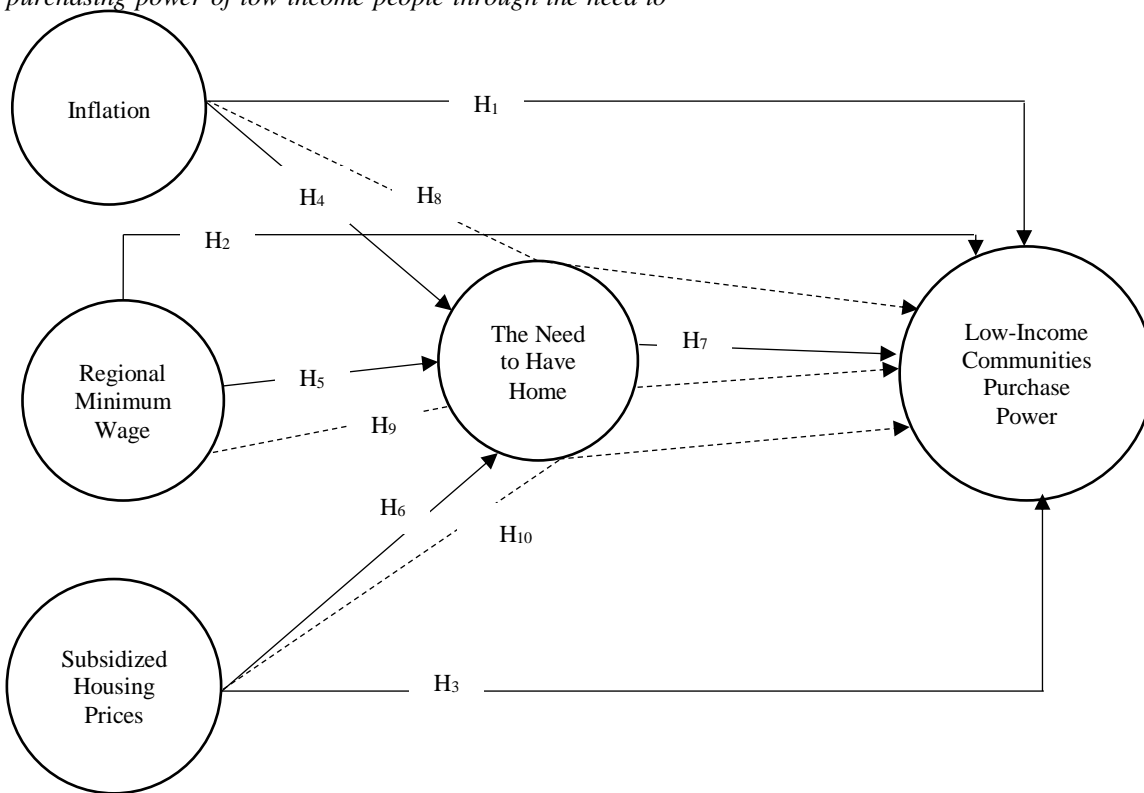 purchasing power of low income people through the need to
H1
Inflation
H4
H8
H2
The Need
to Have
Home
H7
Low-Income
Communities
Purchase
Power
Regional
Minimum
Wage
H5
H9
H6
H10
Subsidized
Housing
Prices
H3